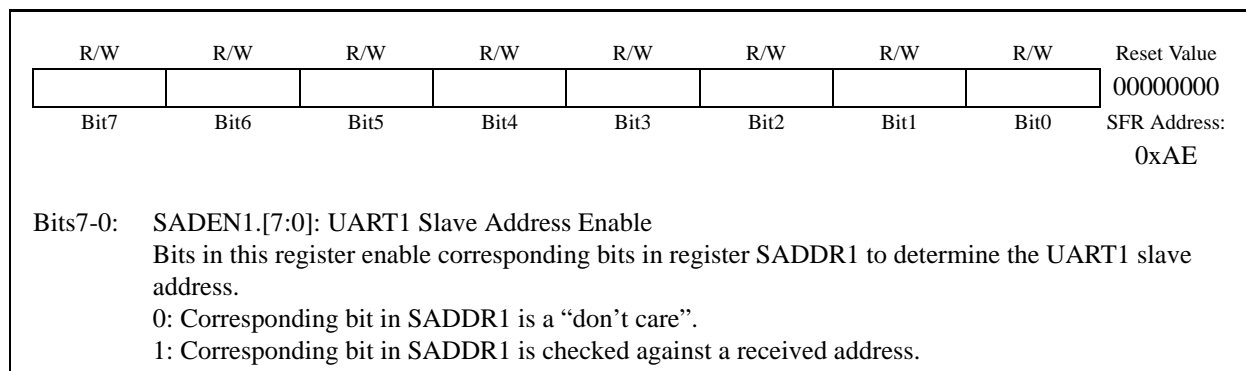 R/W R/W R/W R/W R/W R/W R/W R/W Reset Value
00000000
Bit7 Bit6 Bit5 Bit4 Bit3 Bit2 Bit1 Bit0 SFR Address:
0xAE
Bits7-0: SADEN1.[7:0]: UART1 Slave Address Enable
Bits in this register enable corresponding bits in register SADDR1 to determine the UART1 slave
address.
0: Corresponding bit in SADDR1 is a “don’t care”.
1: Corresponding bit in SADDR1 is checked against a received address.